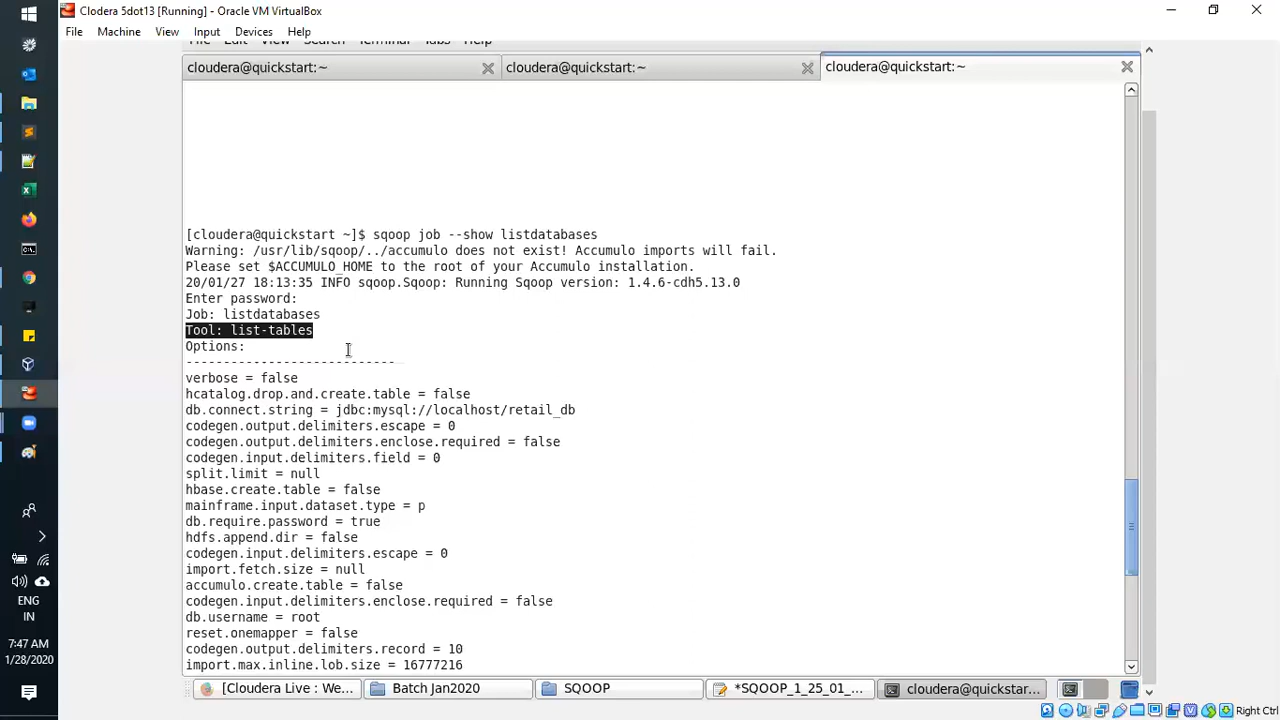 Clodera 5dot13 [Running] - Oracle VM VirtualBox
File Machine View Input Devices Help
File Edit View Search Terminal Tabs Help
cloudera@quickstart:~ cloudera@quickstart:~ cloudera@quickstart:~
[cloudera@quickstart ~]$ sqoop job --show listdatabases
Warning: /usr/lib/sqoop/../accumulo does not exist! Accumulo imports will fail.
Please set $ACCUMULO_HOME to the root of your Accumulo installation.
20/01/27 18:13:35 INFO sqoop.Sqoop: Running Sqoop version: 1.4.6-cdh5.13.0
Enter password:
Job: listdatabases
Tool: list-tables
Options:
----------------------------
verbose = false
hcatalog.drop.and.create.table = false
db.connect.string = jdbc:mysql://localhost/retail_db
codegen.output.delimiters.escape = 0
codegen.output.delimiters.enclose.required = false
codegen.input.delimiters.field = 0
split.limit = null
hbase.create.table = false
mainframe.input.dataset.type = p
db.require.password = true
hdfs.append.dir = false
codegen.input.delimiters.escape = 0
import.fetch.size = null
accumulo.create.table = false
codegen.input.delimiters.enclose.required = false
db.username = root
reset.onemapper = false
codegen.output.delimiters.record = 10
import.max.inline.lob.size = 16777216
ENG
IN
7:47 AM
1/28/2020
[Cloudera Live : We... Batch_Jan2020 SQOOP *SQOOP_1_25_01_... cloudera@quickstar...
Right Ctrl